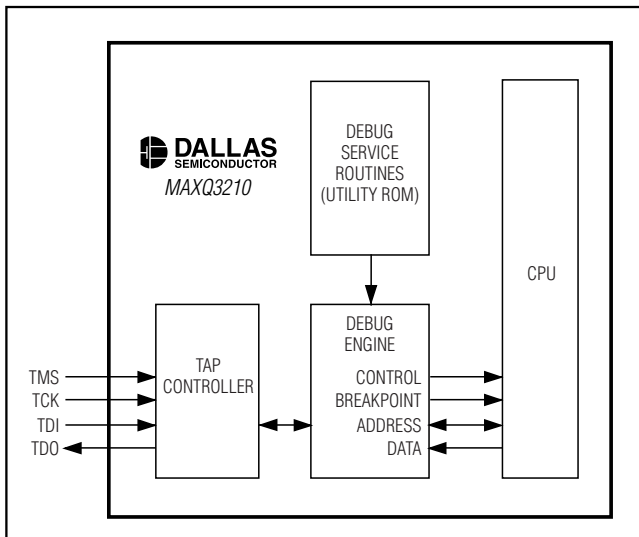 DALLAS
SEMICONDUCTOR
MAXQ3210
DEBUG
SERVICE
ROUTINES
(UTILITY ROM)
CPU
TAP
CONTROLLER
DEBUG
ENGINE
CONTROL
BREAKPOINT
ADDRESS
DATA
TMS
TCK
TDI
TDO